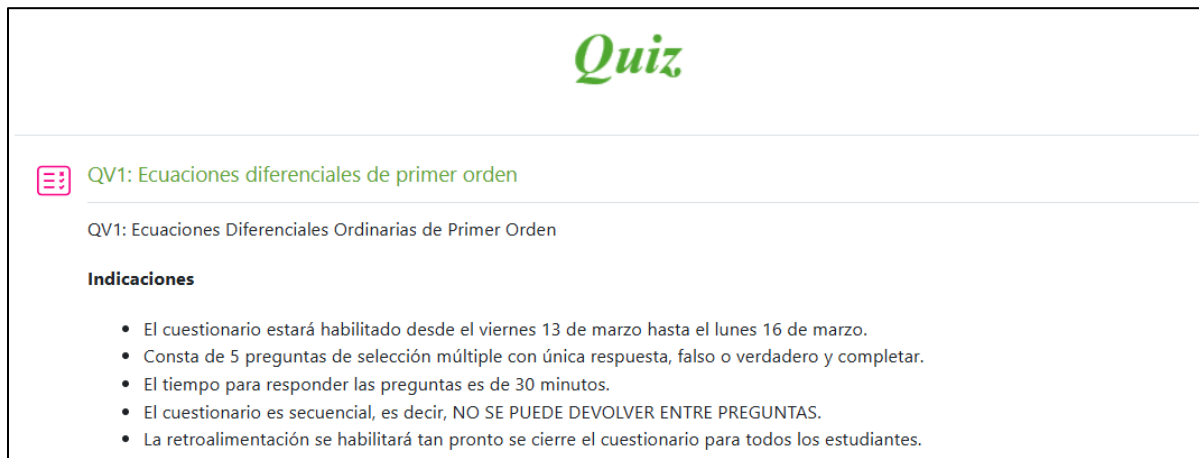 Quiz
QV1: Ecuaciones diferenciales de primer orden
QV1: Ecuaciones Diferenciales Ordinarias de Primer Orden
Indicaciones
• El cuestionario estará habilitado desde el viernes 13 de marzo hasta el lunes 16 de marzo.
• Consta de 5 preguntas de selección múltiple con única respuesta, falso o verdadero y completar.
• El tiempo para responder las preguntas es de 30 minutos.
• El cuestionario es secuencial, es decir, NO SE PUEDE DEVOLVER ENTRE PREGUNTAS.
• La retroalimentación se habilitará tan pronto se cierre el cuestionario para todos los estudiantes.